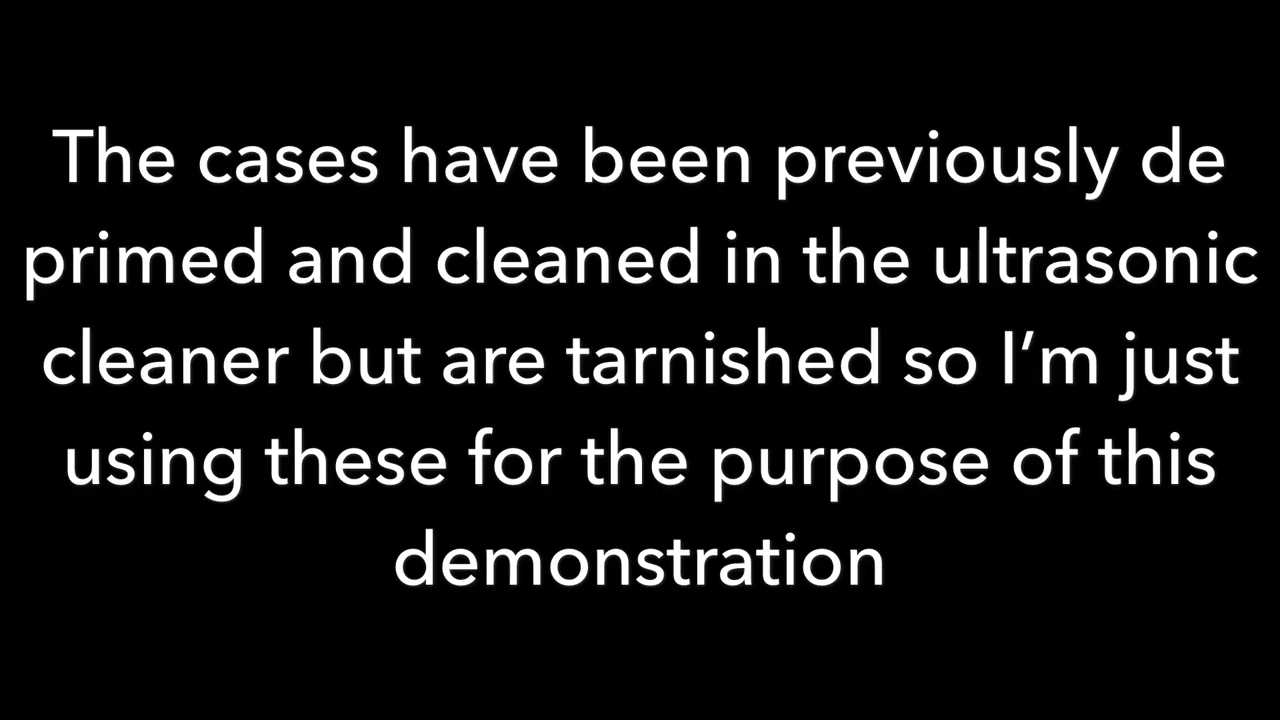 The cases have been previously de
primed and cleaned in the ultrasonic
cleaner but are tarnished so I’m just
using these for the purpose of this
demonstration